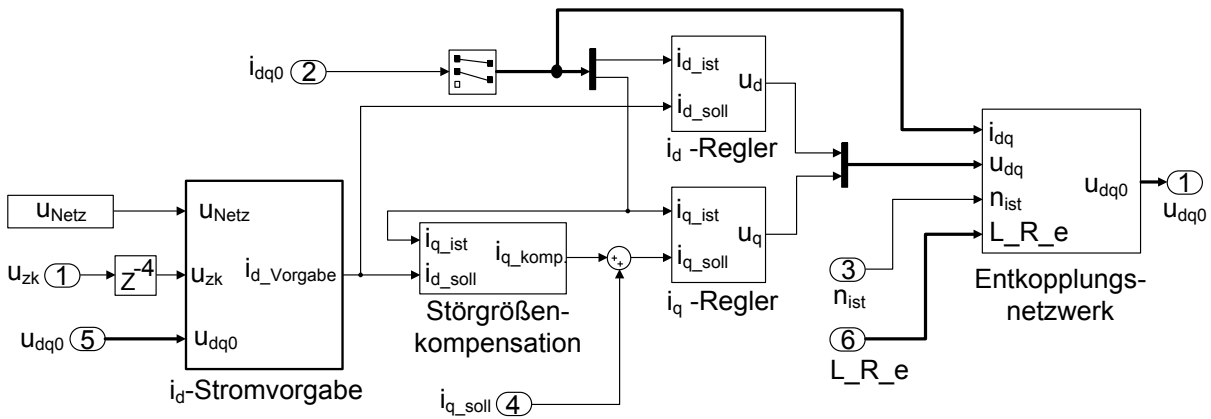 i_dq0 2
i_d_ist
u_d
i_d_soll
i_d -Regler
i_dq
u_dq
u_dq0
n_ist
L_R_e
1
u_dq0
Entkopplungs-
netzwerk
u_Netz
u_Netz
u_zk 1
Z^-4
u_zk
i_d_Vorgabe
u_dq0 5
u_dq0
i_d-Stromvorgabe
i_q_ist
i_q_komp.
i_d_soll
Störgrößen-
kompensation
++
i_q_ist
u_q
i_q_soll
i_q -Regler
i_q_soll 4
3
n_ist
6
L_R_e